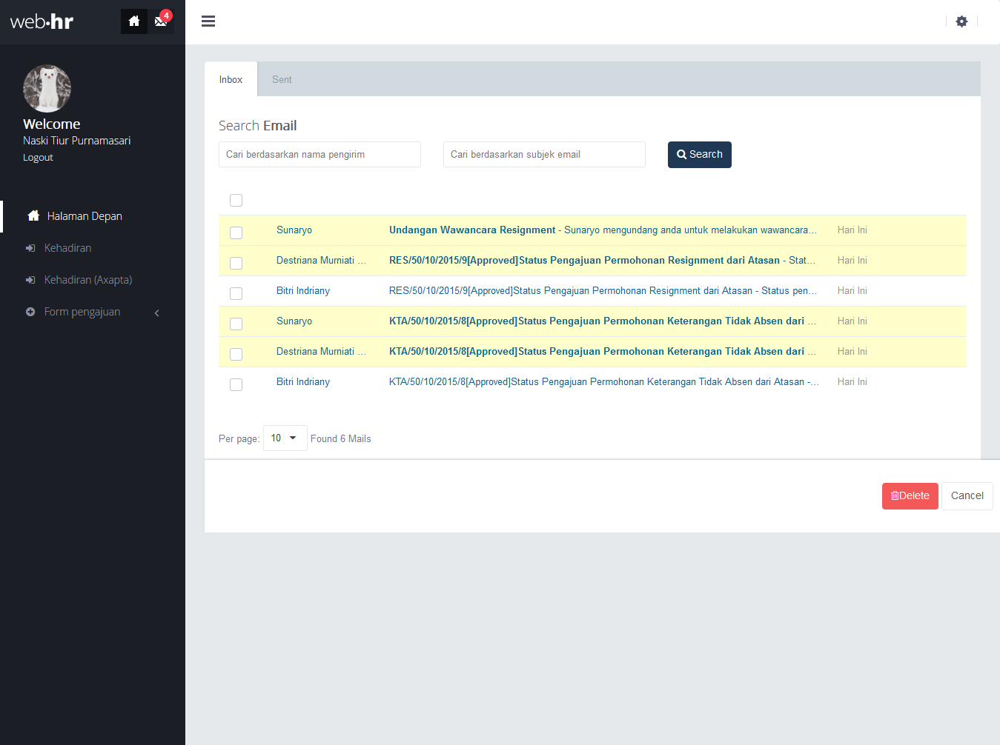 web·hr
4
Welcome
Naski Tiur Purnamasari
Logout
Halaman Depan
Kehadiran
Kehadiran (Axapta)
Form pengajuan
Inbox Sent
Search Email
Cari berdasarkan nama pengirim Cari berdasarkan subjek email Search
Sunaryo Undangan Wawancara Resignment - Sunaryo mengundang anda untuk melakukan wawancara... Hari Ini
Destriana Murniati ... RES/50/10/2015/9[Approved]Status Pengajuan Permohonan Resignment dari Atasan - Stat... Hari Ini
Bitri Indriany RES/50/10/2015/9[Approved]Status Pengajuan Permohonan Resignment dari Atasan - Status pen... Hari Ini
Sunaryo KTA/50/10/2015/8[Approved]Status Pengajuan Permohonan Keterangan Tidak Absen dari ... Hari Ini
Destriana Murniati ... KTA/50/10/2015/8[Approved]Status Pengajuan Permohonan Keterangan Tidak Absen dari ... Hari Ini
Bitri Indriany KTA/50/10/2015/8[Approved]Status Pengajuan Permohonan Keterangan Tidak Absen dari Atasan -... Hari Ini
Per page: 10 Found 6 Mails
Delete Cancel